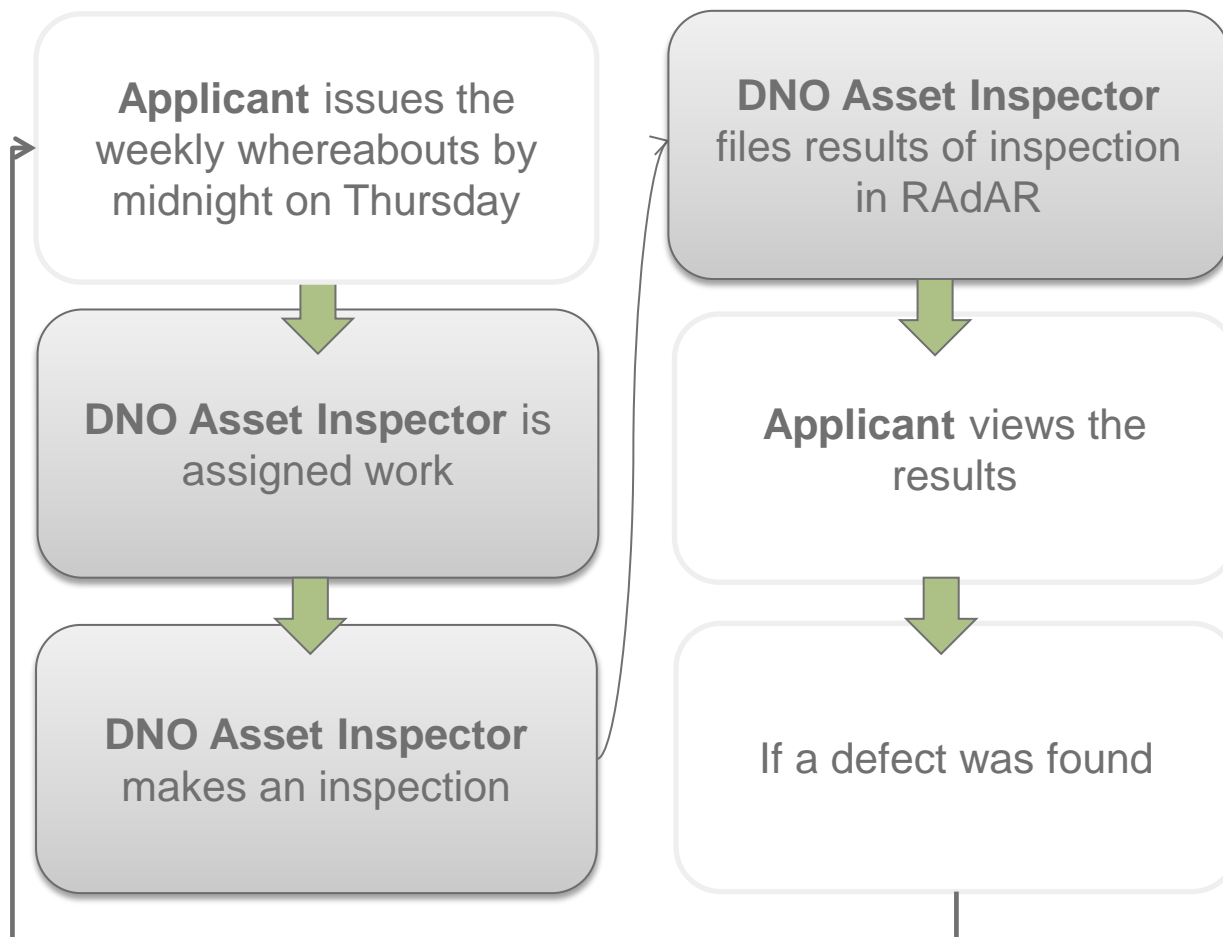 Applicant issues the
weekly whereabouts by
midnight on Thursday
DNO Asset Inspector is
assigned work
DNO Asset Inspector
makes an inspection
DNO Asset Inspector
files results of inspection
in RAdAR
Applicant views the
results
If a defect was found